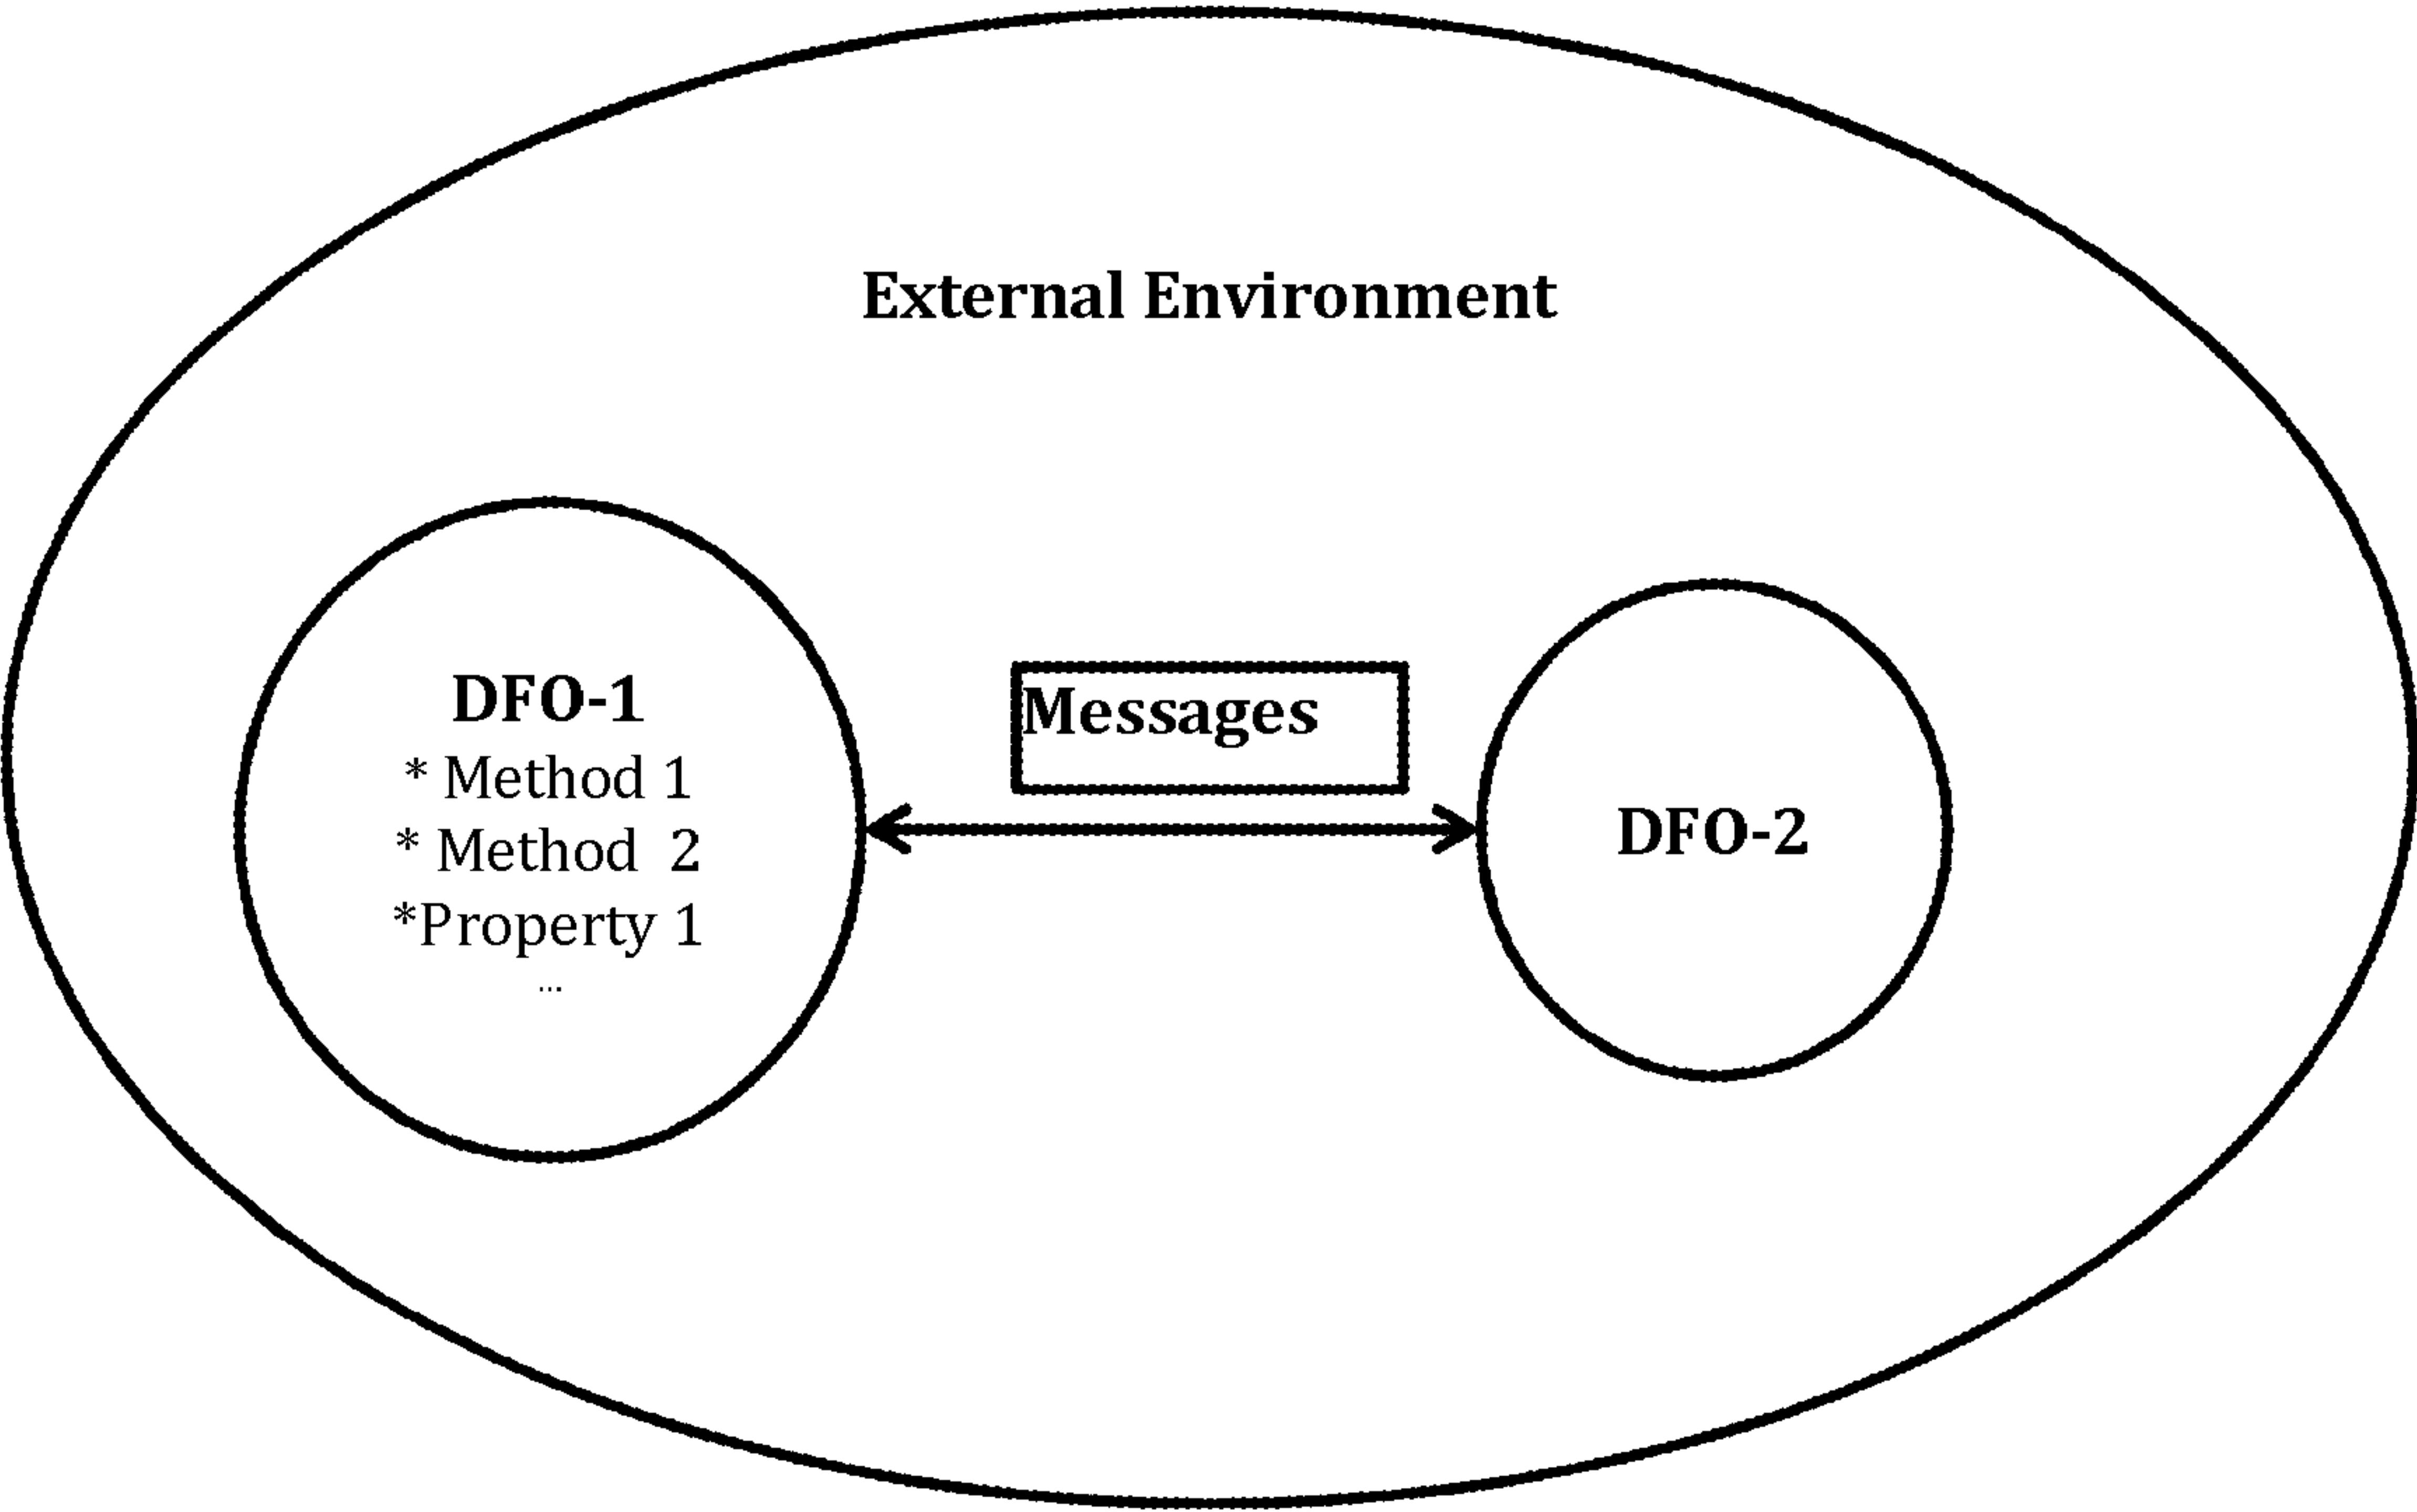 External Environment
DFO-1
* Method 1
* Method 2
*Property 1
...
Messages
DFO-2